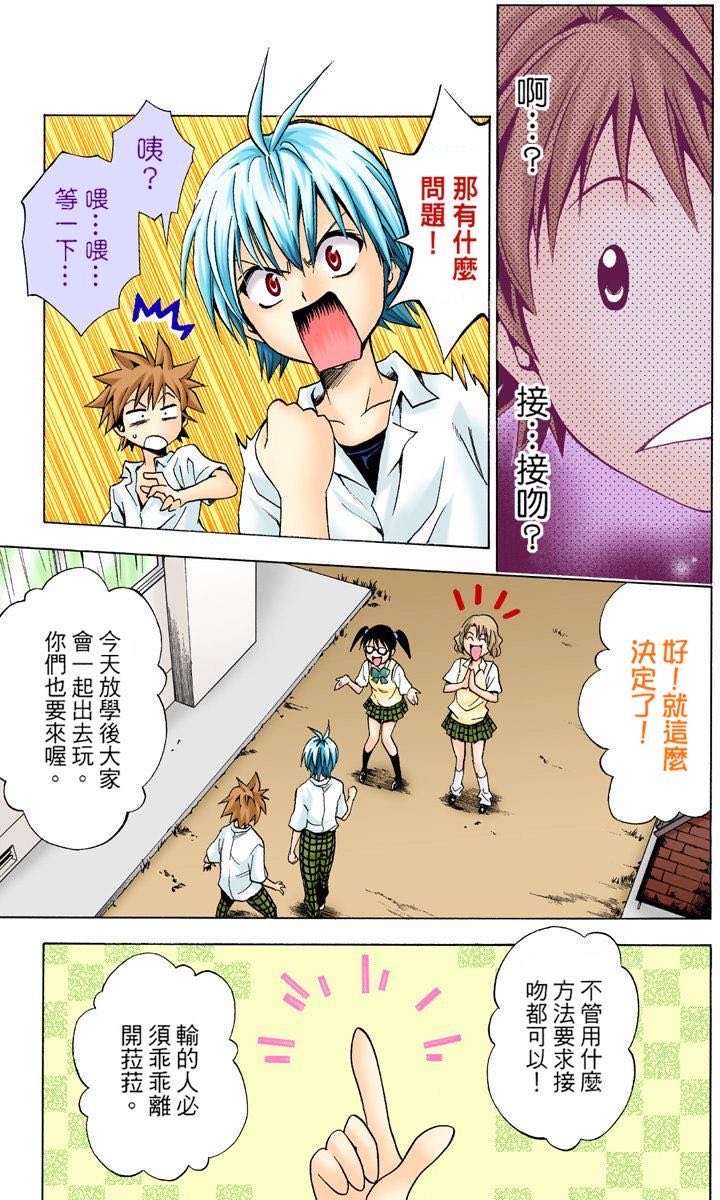 啊…？
接…接吻？
那有什麼
問題！
咦？
喂…喂…
等一下…
好！就這麼
決定了！
今天放學後大家
會一起出去玩。
你們也要來喔。
不管用什麼
方法要求接
吻都可以！
輸的人必
須乖乖離
開菈菈。